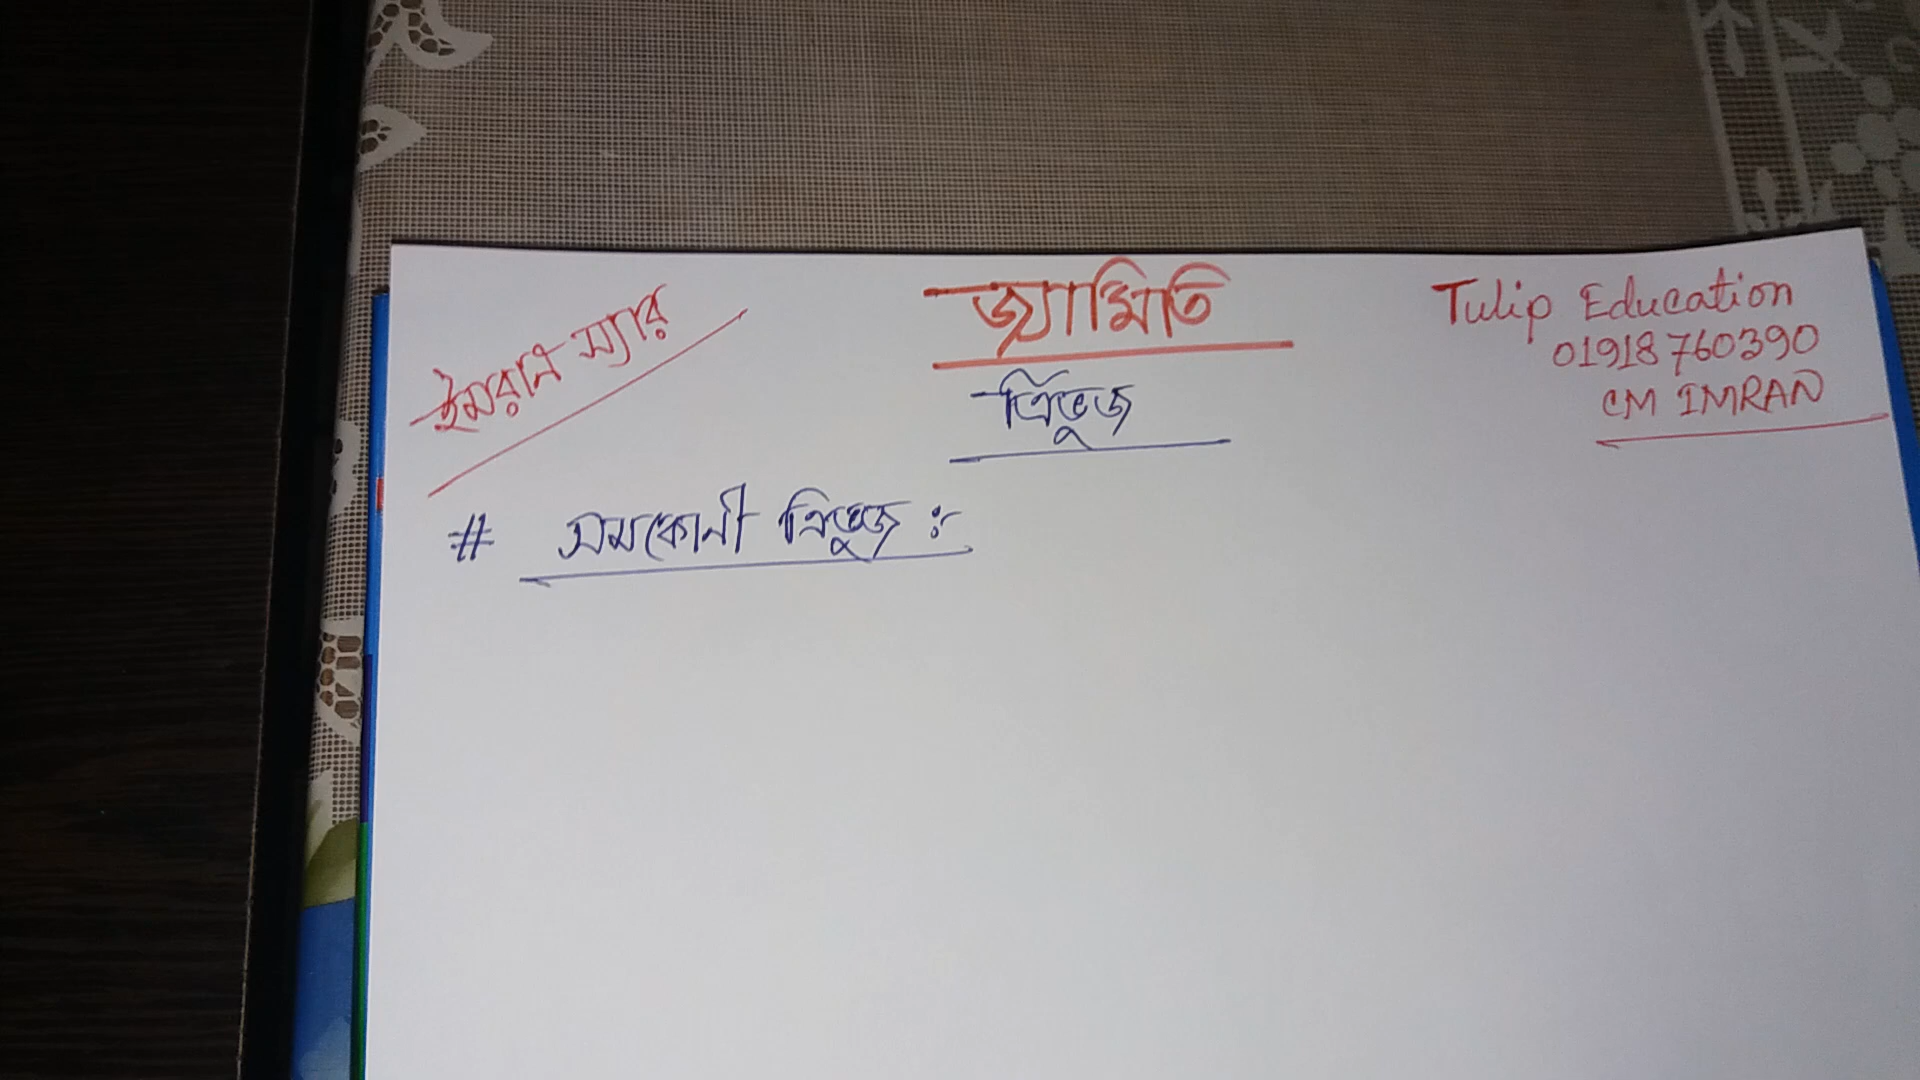 ইমরান স্যার
জ্যামিতি
Tulip Education
01918760390
CM IMRAN
ত্রিভুজ
# সমকোনী ত্রিভুজ :-